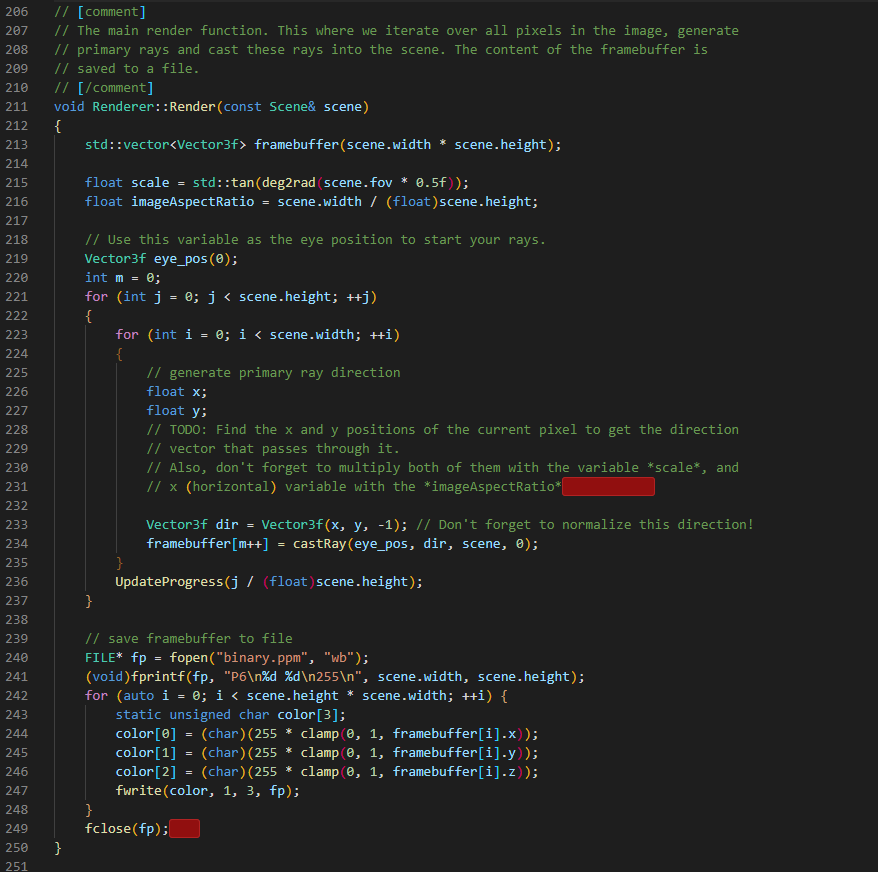 206 // [comment]
207 // The main render function. This where we iterate over all pixels in the image, generate
208 // primary rays and cast these rays into the scene. The content of the framebuffer is
209 // saved to a file.
210 // [/comment]
211 void Renderer::Render(const Scene& scene)
212 {
213     std::vector<Vector3f> framebuffer(scene.width * scene.height);
214
215     float scale = std::tan(deg2rad(scene.fov * 0.5f));
216     float imageAspectRatio = scene.width / (float)scene.height;
217
218     // Use this variable as the eye position to start your rays.
219     Vector3f eye_pos(0);
220     int m = 0;
221     for (int j = 0; j < scene.height; ++j)
222     {
223         for (int i = 0; i < scene.width; ++i)
224         {
225             // generate primary ray direction
226             float x;
227             float y;
228             // TODO: Find the x and y positions of the current pixel to get the direction
229             // vector that passes through it.
230             // Also, don't forget to multiply both of them with the variable *scale*, and
231             // x (horizontal) variable with the *imageAspectRatio*
232
233             Vector3f dir = Vector3f(x, y, -1); // Don't forget to normalize this direction!
234             framebuffer[m++] = castRay(eye_pos, dir, scene, 0);
235         }
236         UpdateProgress(j / (float)scene.height);
237     }
238
239     // save framebuffer to file
240     FILE* fp = fopen("binary.ppm", "wb");
241     (void)fprintf(fp, "P6\n%d %d\n255\n", scene.width, scene.height);
242     for (auto i = 0; i < scene.height * scene.width; ++i) {
243         static unsigned char color[3];
244         color[0] = (char)(255 * clamp(0, 1, framebuffer[i].x));
245         color[1] = (char)(255 * clamp(0, 1, framebuffer[i].y));
246         color[2] = (char)(255 * clamp(0, 1, framebuffer[i].z));
247         fwrite(color, 1, 3, fp);
248     }
249     fclose(fp);
250 }
251